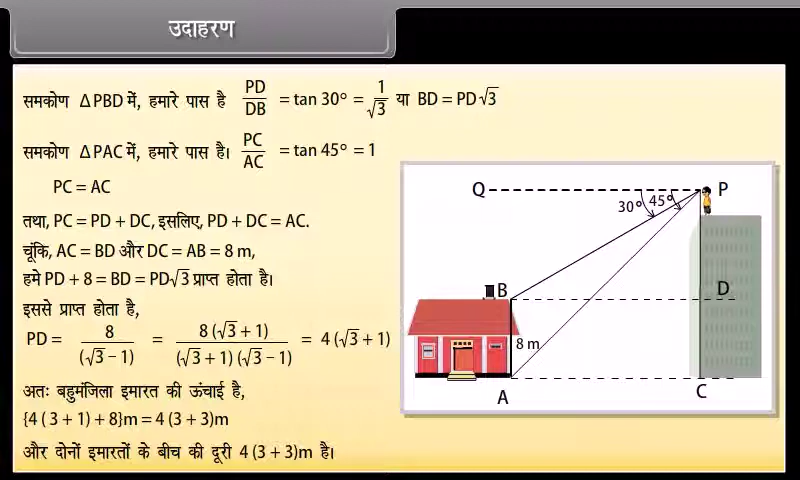 उदाहरण
समकोण Δ PBD में, हमारे पास है PD/DB = tan 30° = 1/√3 या BD = PD√3
समकोण Δ PAC में, हमारे पास है। PC/AC = tan 45° = 1
PC = AC
तथा, PC = PD + DC, इसलिए, PD + DC = AC.
चूंकि, AC = BD और DC = AB = 8 m,
हमे PD + 8 = BD = PD√3 प्राप्त होता है।
इससे प्राप्त होता है,
PD = 8/(√3 − 1) = 8 (√3 + 1)/(√3 + 1) (√3 − 1) = 4 (√3 + 1)
अतः बहुमंजिला इमारत की ऊंचाई है,
{4 ( 3 + 1) + 8}m = 4 (3 + 3)m
और दोनों इमारतों के बीच की दूरी 4 (3 + 3)m है।
Q
P
30°
45°
B
D
8 m
A
C